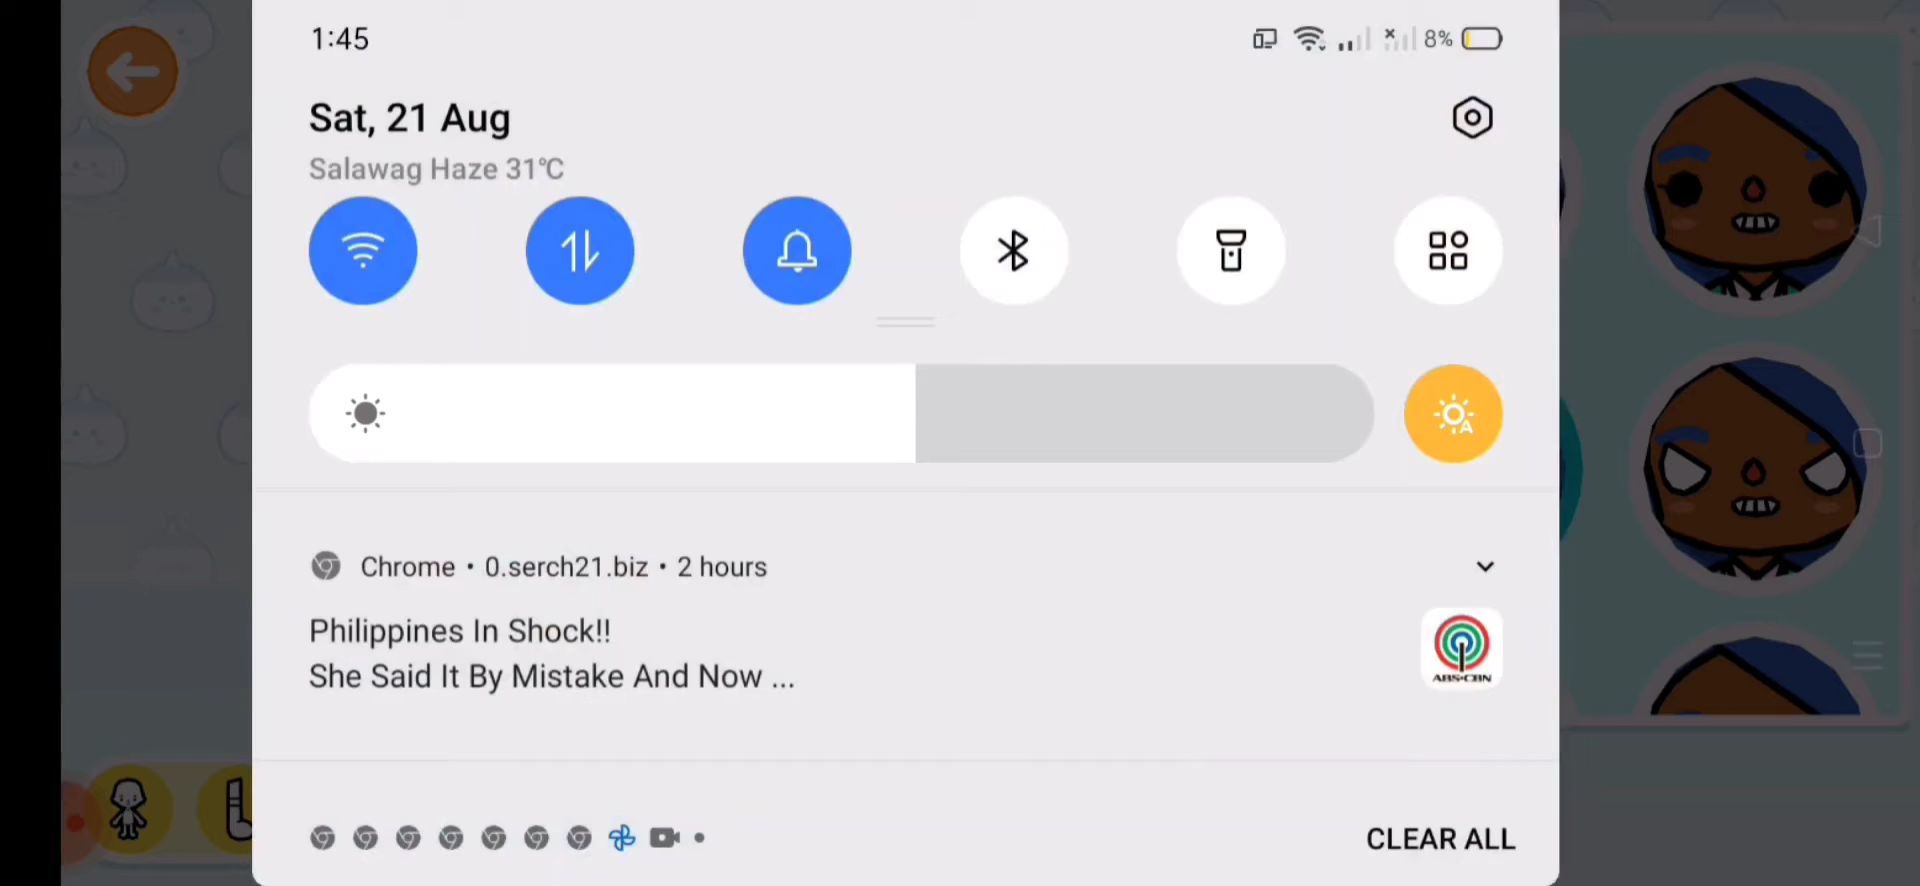 1:45
8%
Sat, 21 Aug
Salawag Haze 31°C
A
Chrome • 0.serch21.biz • 2 hours
Philippines In Shock!!
She Said It By Mistake And Now ...
ABS-CBN
CLEAR ALL